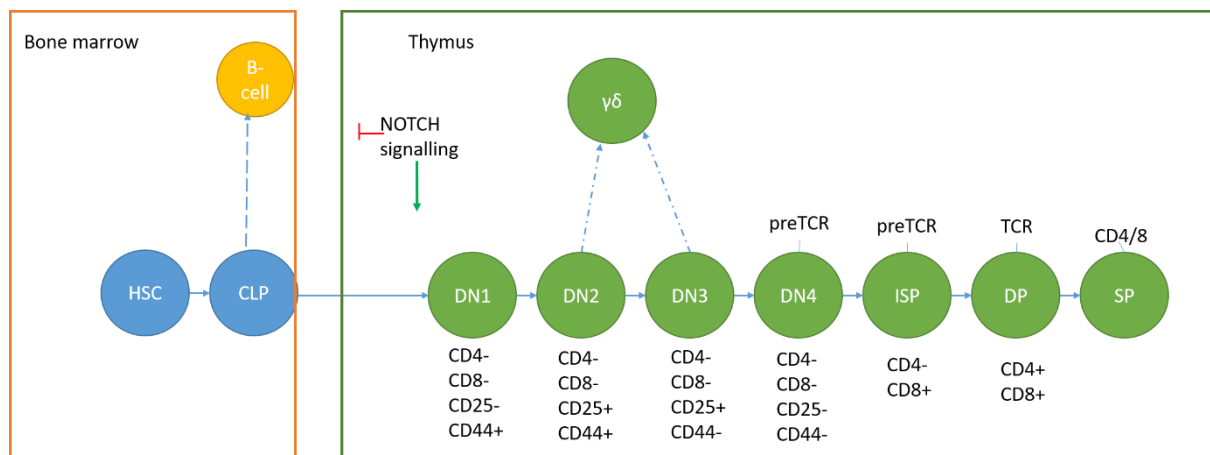 Bone marrow
Thymus
B-
cell
γδ
NOTCH
signalling
preTCR
preTCR
TCR
CD4/8
HSC
CLP
DN1
DN2
DN3
DN4
ISP
DP
SP
CD4-
CD8-
CD25-
CD44+
CD4-
CD8-
CD25+
CD44+
CD4-
CD8-
CD25+
CD44-
CD4-
CD8-
CD25-
CD44-
CD4-
CD8+
CD4+
CD8+